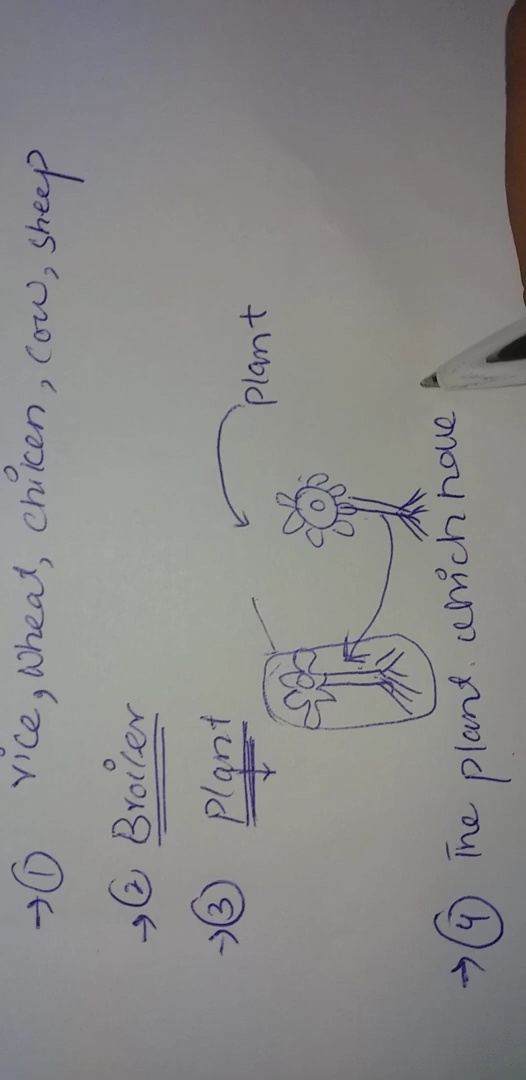 → ① rice, wheat, chicken, cow, sheep
→ ② Broiler
→ ③ Plant
plant
→ ④ The plant which have